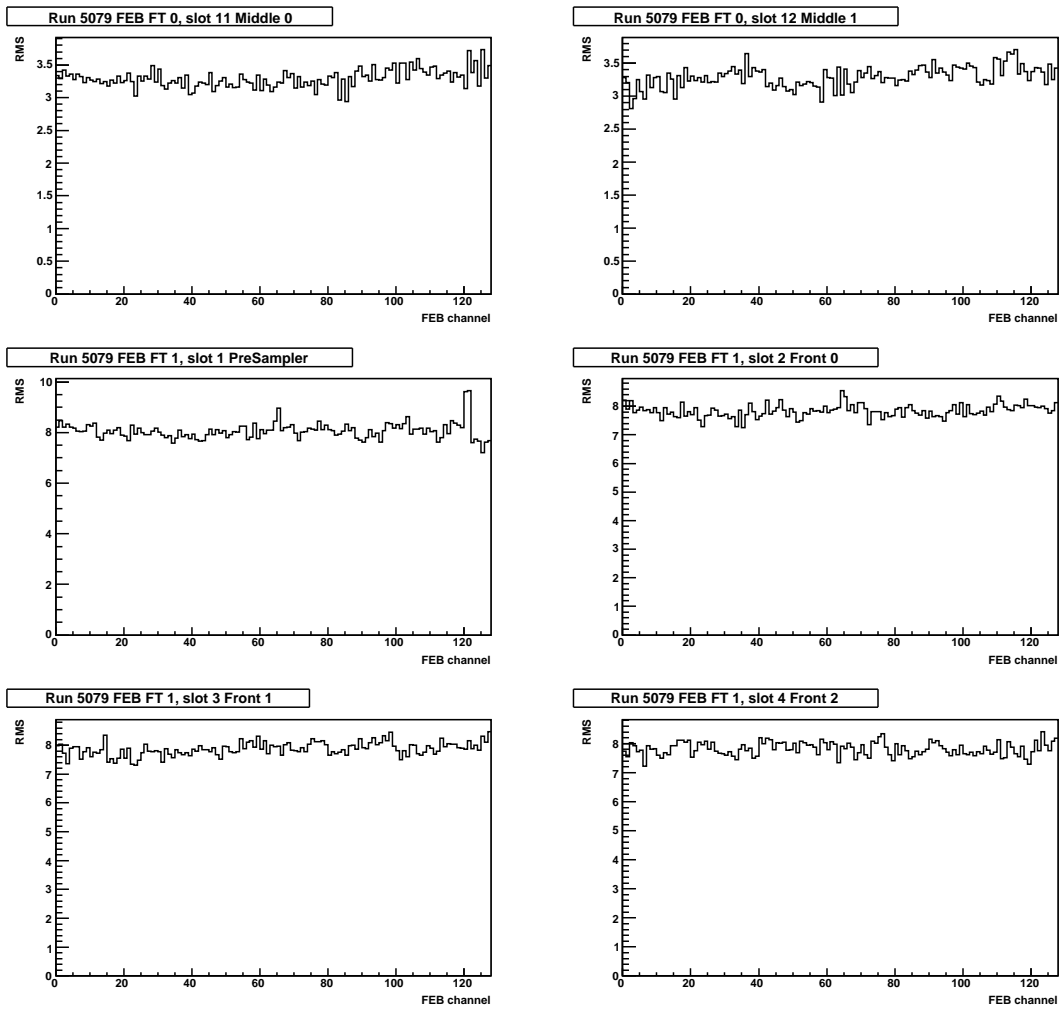 Run 5079 FEB FT 0, slot 11 Middle 0
RMS
3.5
3
2.5
2
1.5
1
0.5
0
0 20 40 60 80 100 120
FEB channel
Run 5079 FEB FT 0, slot 12 Middle 1
RMS
3.5
3
2.5
2
1.5
1
0.5
0
0 20 40 60 80 100 120
FEB channel
Run 5079 FEB FT 1, slot 1 PreSampler
RMS
10
8
6
4
2
0
0 20 40 60 80 100 120
FEB channel
Run 5079 FEB FT 1, slot 2 Front 0
RMS
8
7
6
5
4
3
2
1
0
0 20 40 60 80 100 120
FEB channel
Run 5079 FEB FT 1, slot 3 Front 1
RMS
8
7
6
5
4
3
2
1
0
0 20 40 60 80 100 120
FEB channel
Run 5079 FEB FT 1, slot 4 Front 2
RMS
8
7
6
5
4
3
2
1
0
0 20 40 60 80 100 120
FEB channel